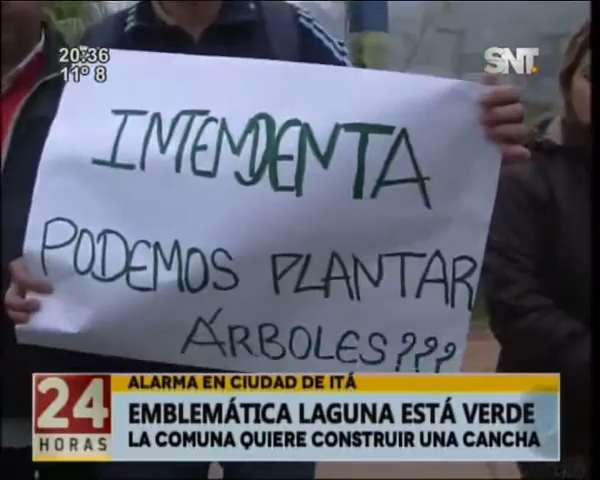 20:36
11° 8
SNT
INTENDENTA
PODEMOS PLANTAR
ÁRBOLES???
24
HORAS
ALARMA EN CIUDAD DE ITÁ
EMBLEMÁTICA LAGUNA ESTÁ VERDE
LA COMUNA QUIERE CONSTRUIR UNA CANCHA